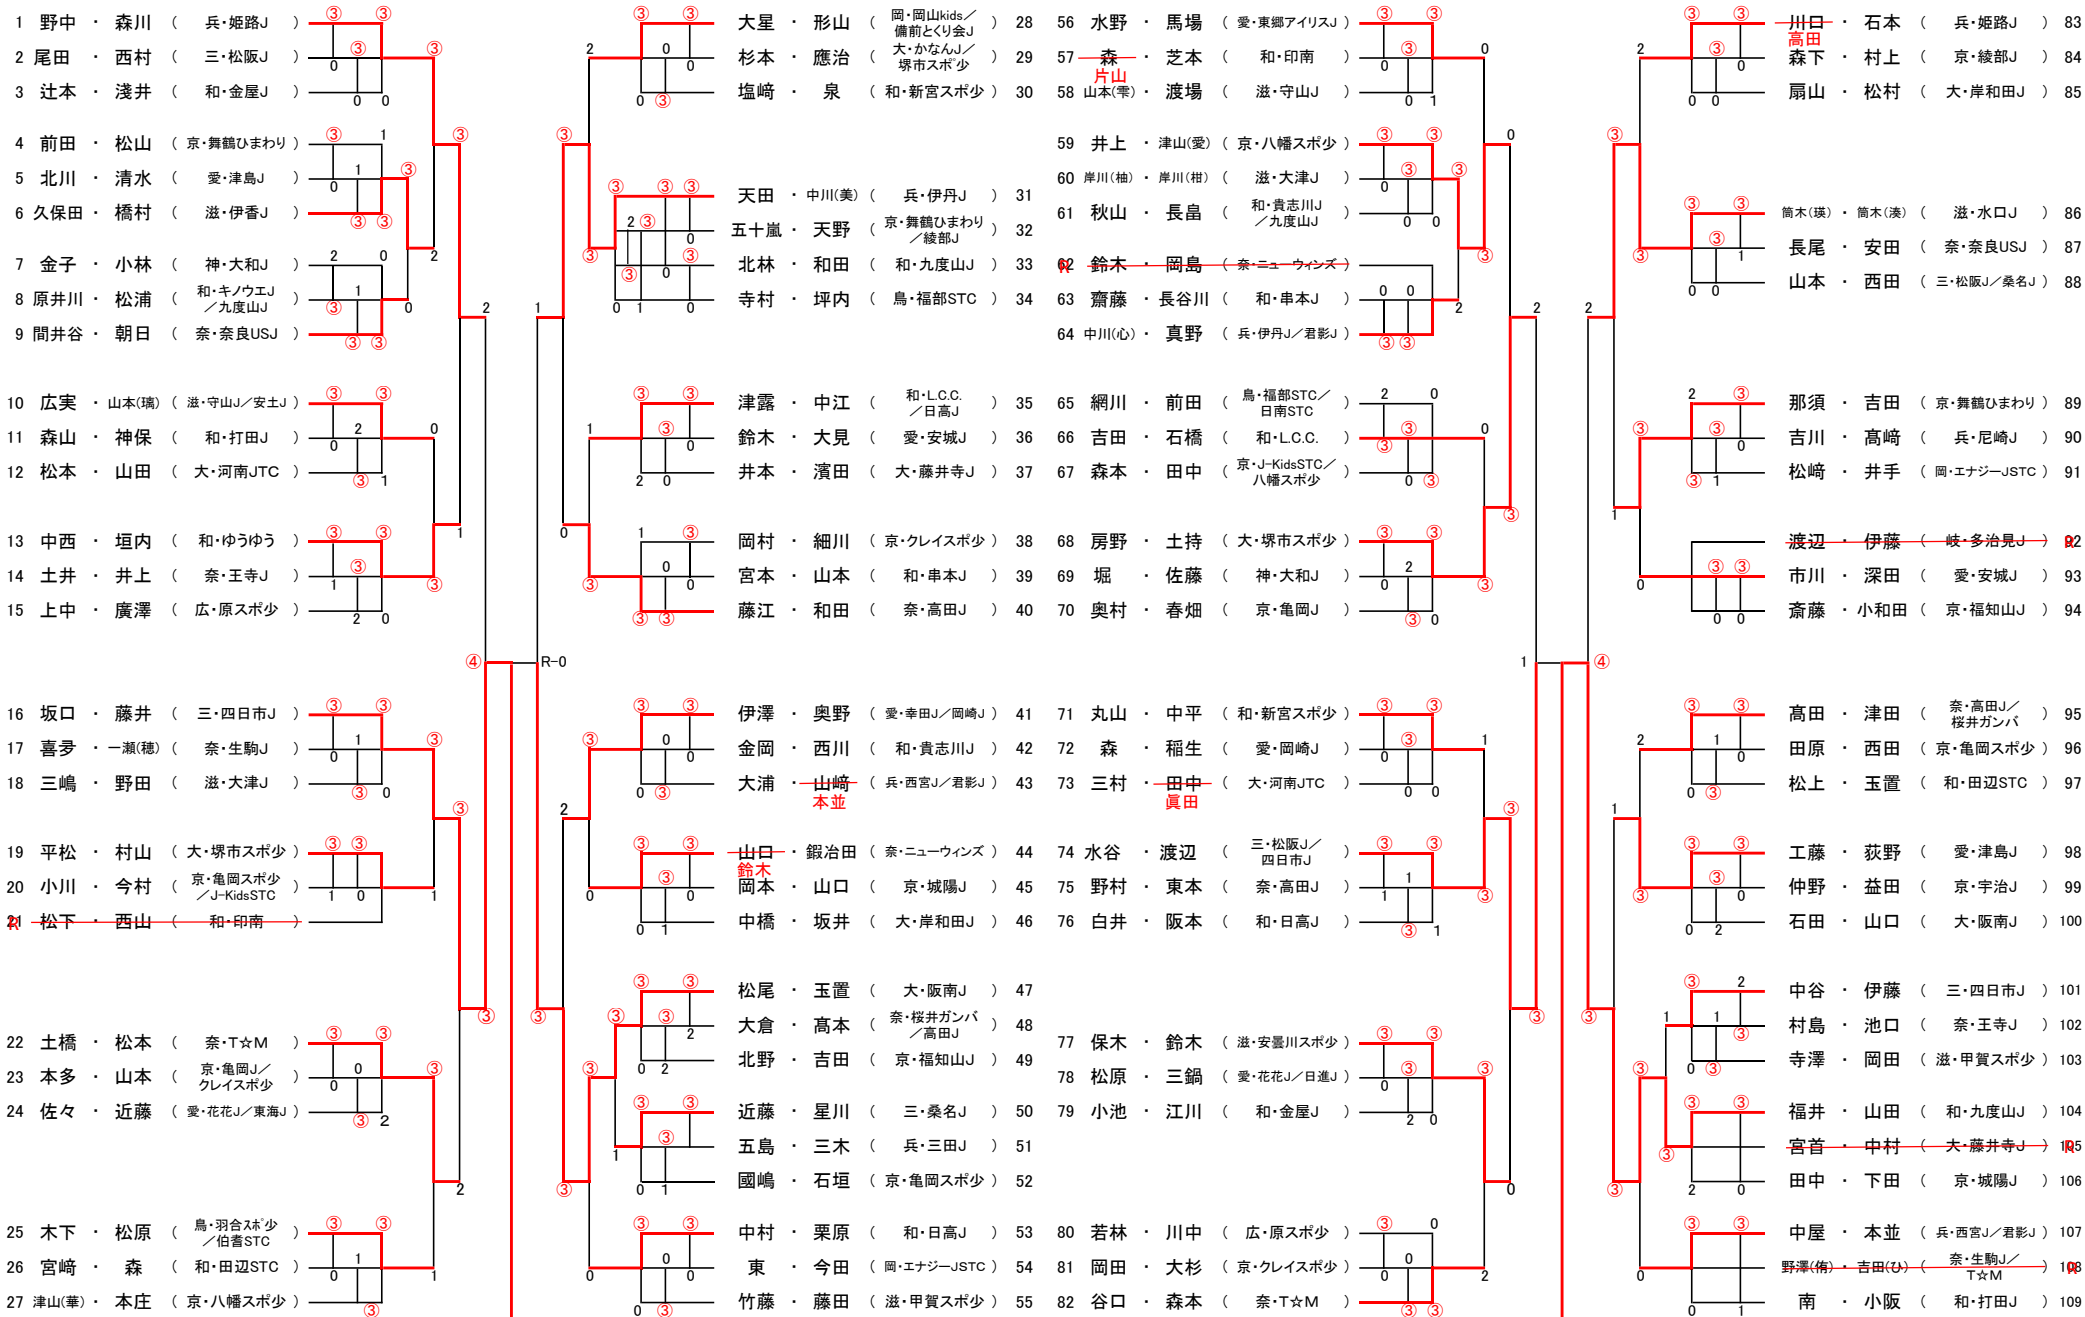 1 野中 ・ 森川 ( 兵・姫路J )
2 尾田 ・ 西村 ( 三・松阪J )
3 辻本 ・ 淺井 ( 和・金屋J )
4 前田 ・ 松山 ( 京・舞鶴ひまわり )
5 北川 ・ 清水 ( 愛・津島J )
6 久保田 ・ 橋村 ( 滋・伊香J )
7 金子 ・ 小林 ( 神・大和J )
8 原井川 ・ 松浦 ( 和・キノウエJ／九度山J )
9 間井谷 ・ 朝日 ( 奈・奈良USJ )
10 広実 ・ 山本(璃) ( 滋・守山J／安土J )
11 森山 ・ 神保 ( 和・打田J )
12 松本 ・ 山田 ( 大・河南JTC )
13 中西 ・ 垣内 ( 和・ゆうゆう )
14 土井 ・ 井上 ( 奈・王寺J )
15 上中 ・ 廣澤 ( 広・原スポ少 )
16 坂口 ・ 藤井 ( 三・四日市J )
17 喜夛 ・ 一瀬(穂) ( 奈・生駒J )
18 三嶋 ・ 野田 ( 滋・大津J )
19 平松 ・ 村山 ( 大・堺市スポ少 )
20 小川 ・ 今村 ( 京・亀岡スポ少／J-KidsSTC )
21 R 松下 ・ 西山 ( 和・印南 )
22 土橋 ・ 松本 ( 奈・T☆M )
23 本多 ・ 山本 ( 京・亀岡J／クレイスポ少 )
24 佐々 ・ 近藤 ( 愛・花花J／東海J )
25 木下 ・ 松原 ( 鳥・羽合スポ少／伯耆STC )
26 宮﨑 ・ 森 ( 和・田辺STC )
27 津山(華) ・ 本庄 ( 京・八幡スポ少 )
大星 ・ 形山 ( 岡・岡山kids／備前とくり会J ) 28
杉本 ・ 應治 ( 大・かなんJ／堺市スポ少 ) 29
塩﨑 ・ 泉 ( 和・新宮スポ少 ) 30
天田 ・ 中川(美) ( 兵・伊丹J ) 31
五十嵐 ・ 天野 ( 京・舞鶴ひまわり／綾部J ) 32
北林 ・ 和田 ( 和・九度山J ) 33
寺村 ・ 坪内 ( 鳥・福部STC ) 34
津露 ・ 中江 ( 和・L.C.C.／日高J ) 35
鈴木 ・ 大見 ( 愛・安城J ) 36
井本 ・ 濱田 ( 大・藤井寺J ) 37
岡村 ・ 細川 ( 京・クレイスポ少 ) 38
宮本 ・ 山本 ( 和・串本J ) 39
藤江 ・ 和田 ( 奈・高田J ) 40
R-0
伊澤 ・ 奥野 ( 愛・幸田J／岡崎J ) 41
金岡 ・ 西川 ( 和・貴志川J ) 42
大浦 ・ 山﨑 ( 兵・西宮J／君影J ) 43
本並
山口 ・ 鍜冶田 ( 奈・ニューウィンズ ) 44
鈴木
岡本 ・ 山口 ( 京・城陽J ) 45
中橋 ・ 坂井 ( 大・岸和田J ) 46
松尾 ・ 玉置 ( 大・阪南J ) 47
大倉 ・ 髙本 ( 奈・桜井ガンバ／高田J ) 48
北野 ・ 吉田 ( 京・福知山J ) 49
近藤 ・ 星川 ( 三・桑名J ) 50
五島 ・ 三木 ( 兵・三田J ) 51
國嶋 ・ 石垣 ( 京・亀岡スポ少 ) 52
中村 ・ 栗原 ( 和・日高J ) 53
東 ・ 今田 ( 岡・エナジーJSTC ) 54
竹藤 ・ 藤田 ( 滋・甲賀スポ少 ) 55
56 水野 ・ 馬場 ( 愛・東郷アイリスJ )
57 森 ・ 芝本 ( 和・印南 )
片山
58 山本(雫) ・ 渡場 ( 滋・守山J )
59 井上 ・ 津山(愛) ( 京・八幡スポ少 )
60 岸川(柚) ・ 岸川(柑) ( 滋・大津J )
61 秋山 ・ 長畠 ( 和・貴志川J／九度山J )
62 R 鈴木 ・ 岡島 ( 奈・ニューウィンズ )
63 齋藤 ・ 長谷川 ( 和・串本J )
64 中川(心) ・ 真野 ( 兵・伊丹J／君影J )
65 網川 ・ 前田 ( 鳥・福部STC／日南STC )
66 吉田 ・ 石橋 ( 和・L.C.C. )
67 森本 ・ 田中 ( 京・J-KidsSTC／八幡スポ少 )
68 房野 ・ 土持 ( 大・堺市スポ少 )
69 堀 ・ 佐藤 ( 神・大和J )
70 奥村 ・ 春畑 ( 京・亀岡J )
71 丸山 ・ 中平 ( 和・新宮スポ少 )
72 森 ・ 稲生 ( 愛・岡崎J )
73 三村 ・ 田中 ( 大・河南JTC )
眞田
74 水谷 ・ 渡辺 ( 三・松阪J／四日市J )
75 野村 ・ 東本 ( 奈・高田J )
76 白井 ・ 阪本 ( 和・日高J )
77 保木 ・ 鈴木 ( 滋・安曇川スポ少 )
78 松原 ・ 三鍋 ( 愛・花花J／日進J )
79 小池 ・ 江川 ( 和・金屋J )
80 若林 ・ 川中 ( 広・原スポ少 )
81 岡田 ・ 大杉 ( 京・クレイスポ少 )
82 谷口 ・ 森本 ( 奈・T☆M )
川口 ・ 石本 ( 兵・姫路J ) 83
高田
森下 ・ 村上 ( 京・綾部J ) 84
扇山 ・ 松村 ( 大・岸和田J ) 85
筒木(瑛) ・ 筒木(湊) ( 滋・水口J ) 86
長尾 ・ 安田 ( 奈・奈良USJ ) 87
山本 ・ 西田 ( 三・松阪J／桑名J ) 88
那須 ・ 吉田 ( 京・舞鶴ひまわり ) 89
吉川 ・ 髙﨑 ( 兵・尼崎J ) 90
松﨑 ・ 井手 ( 岡・エナジーJSTC ) 91
渡辺 ・ 伊藤 ( 岐・多治見J ) 92 R
市川 ・ 深田 ( 愛・安城J ) 93
斎藤 ・ 小和田 ( 京・福知山J ) 94
髙田 ・ 津田 ( 奈・高田J／桜井ガンバ ) 95
田原 ・ 西田 ( 京・亀岡スポ少 ) 96
松上 ・ 玉置 ( 和・田辺STC ) 97
工藤 ・ 荻野 ( 愛・津島J ) 98
仲野 ・ 益田 ( 京・宇治J ) 99
石田 ・ 山口 ( 大・阪南J ) 100
中谷 ・ 伊藤 ( 三・四日市J ) 101
村島 ・ 池口 ( 奈・王寺J ) 102
寺澤 ・ 岡田 ( 滋・甲賀スポ少 ) 103
福井 ・ 山田 ( 和・九度山J ) 104
宮首 ・ 中村 ( 大・藤井寺J ) 105 R
田中 ・ 下田 ( 京・城陽J ) 106
中屋 ・ 本並 ( 兵・西宮J／君影J ) 107
野澤(侑) ・ 吉田(ひ) ( 奈・生駒J／T☆M ) 108 R
南 ・ 小阪 ( 和・打田J ) 109